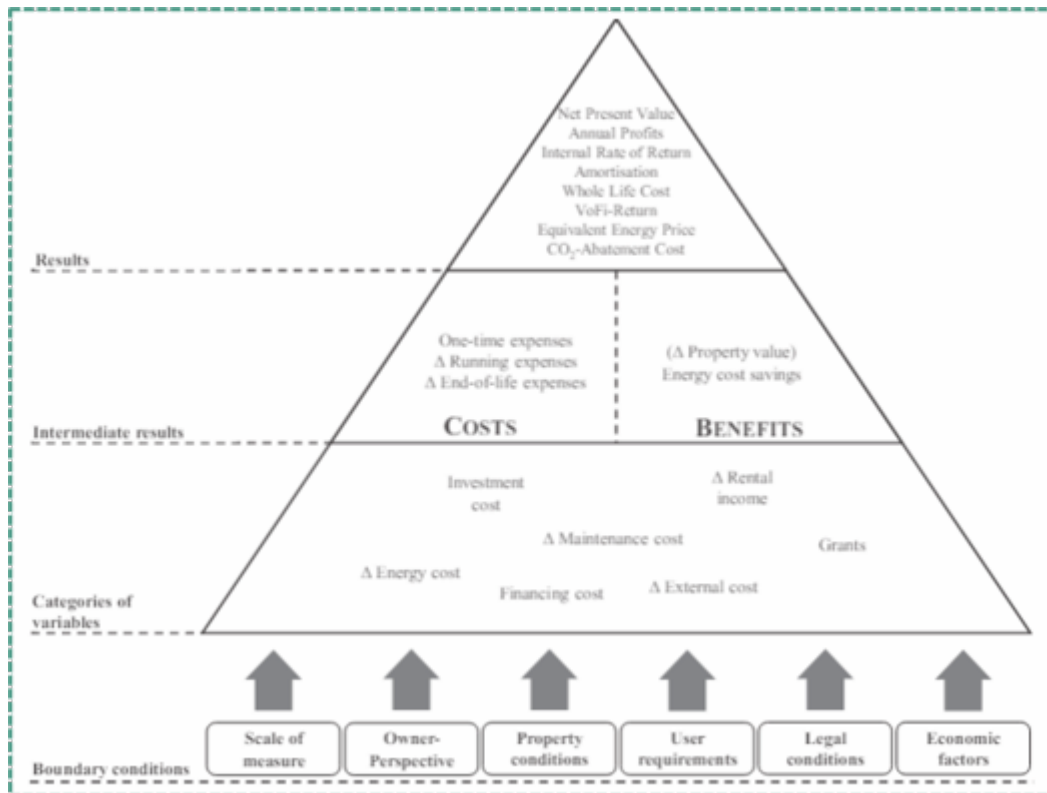 Net Present Value
Annual Profits
Internal Rate of Return
Amortisation
Whole Life Cost
VoFi-Return
Equivalent Energy Price
CO₂-Abatement Cost
Results
One-time expenses
Δ Running expenses
Δ End-of-life expenses
(Δ Property value)
Energy cost savings
Intermediate results
COSTS
BENEFITS
Investment
cost
Δ Rental
income
Δ Maintenance cost
Grants
Δ Energy cost
Financing cost
Δ External cost
Categories of
variables
Scale of
measure
Owner-
Perspective
Property
conditions
User
requirements
Legal
conditions
Economic
factors
Boundary conditions